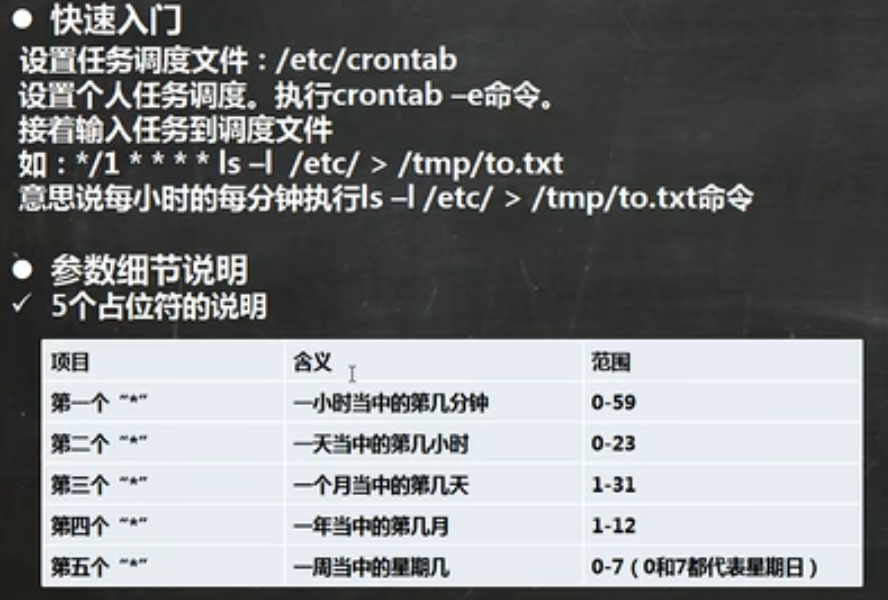 ● 快速入门
设置任务调度文件：/etc/crontab
设置个人任务调度。执行crontab –e命令。
接着输入任务到调度文件
如：*/1 * * * * ls –l  /etc/ > /tmp/to.txt
意思说每小时的每分钟执行ls –l /etc/ > /tmp/to.txt命令
● 参数细节说明
✓ 5个占位符的说明
项目 含义 范围
第一个 “*” 一小时当中的第几分钟 0-59
第二个 “*” 一天当中的第几小时 0-23
第三个 “*” 一个月当中的第几天 1-31
第四个 “*” 一年当中的第几月 1-12
第五个 “*” 一周当中的星期几 0-7（0和7都代表星期日）